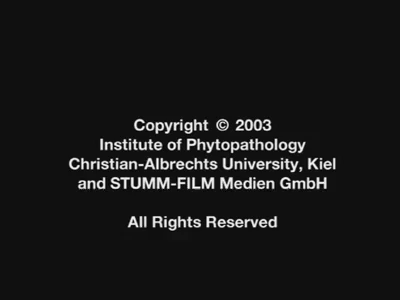 Copyright © 2003
Institute of Phytopathology
Christian-Albrechts University, Kiel
and STUMM-FILM Medien GmbH
All Rights Reserved